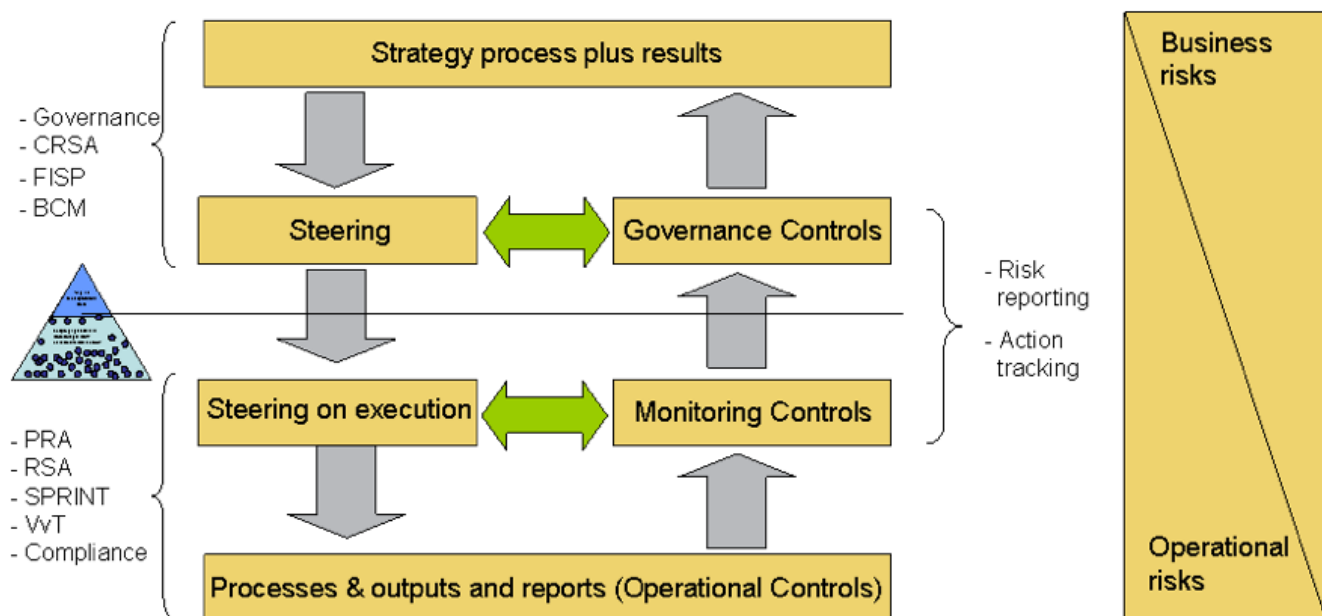 Strategy process plus results
Business
risks
- Governance
- CRSA
- FISP
- BCM
Steering
Governance Controls
- Risk
reporting
- Action
tracking
Steering on execution
Monitoring Controls
- PRA
- RSA
- SPRINT
- VvT
- Compliance
Processes & outputs and reports (Operational Controls)
Operational
risks